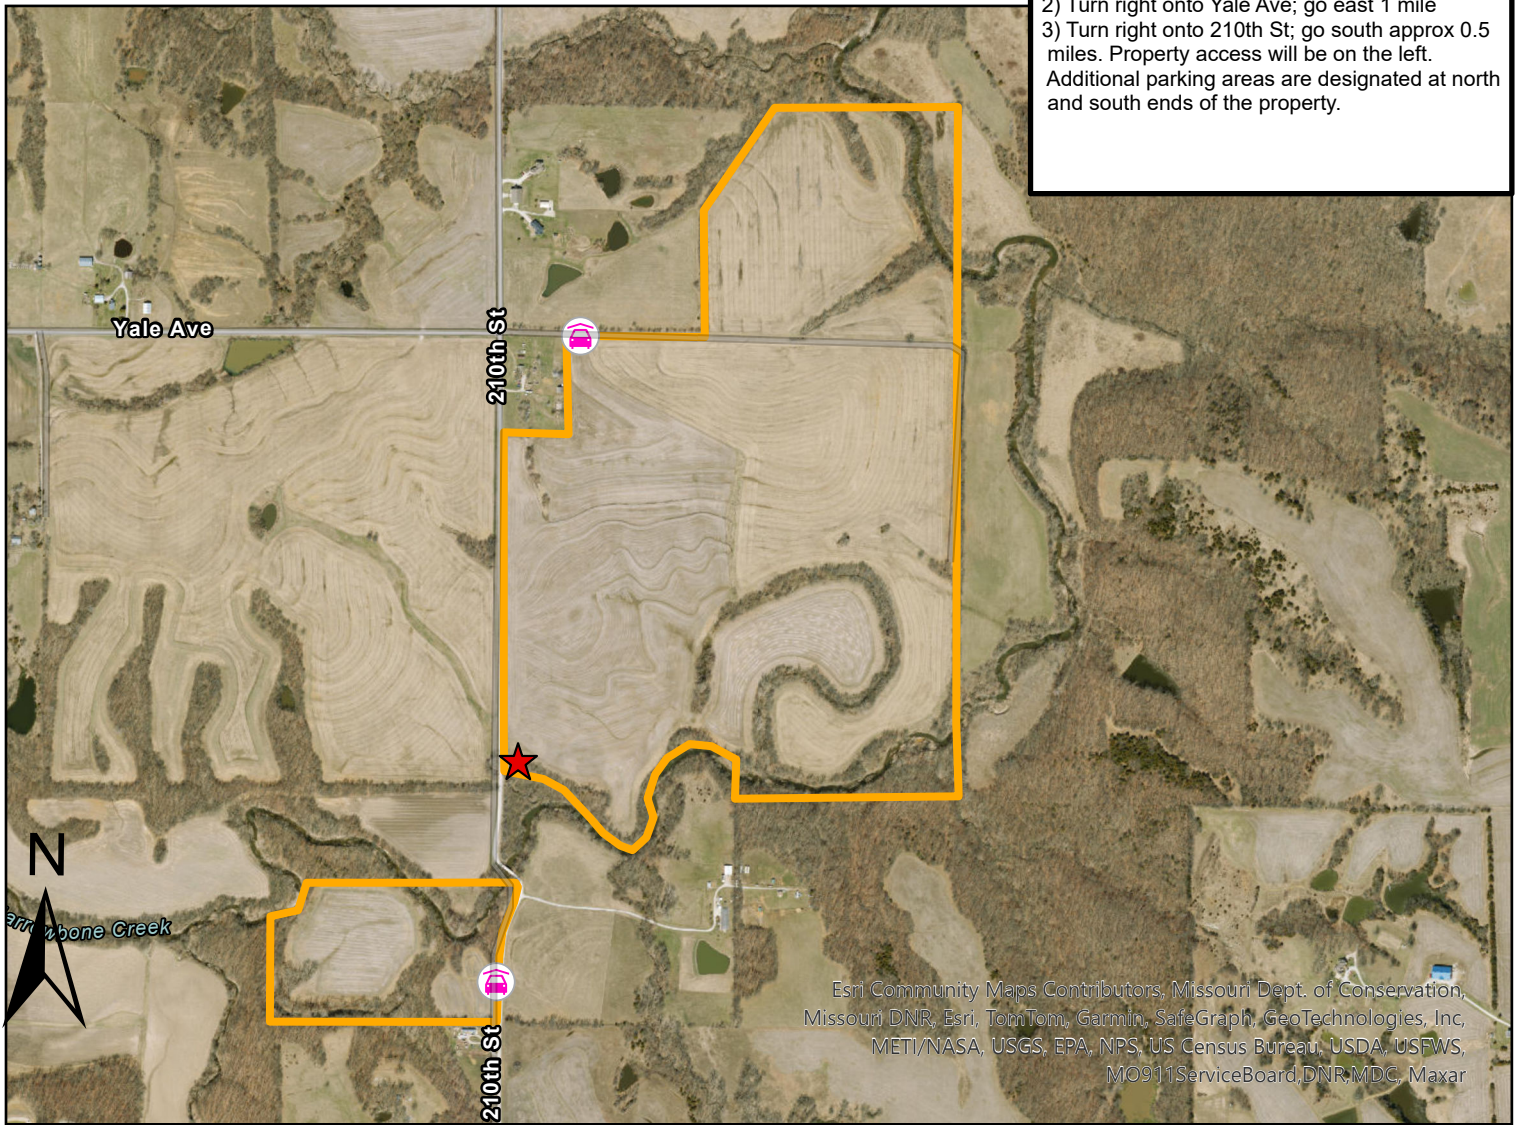 2) Turn right onto Yale Ave; go east 1 mile
3) Turn right onto 210th St; go south approx 0.5
miles. Property access will be on the left.
Additional parking areas are designated at north
and south ends of the property.
Yale Ave
210th St
N
arrowbone Creek
210th St
Esri Community Maps Contributors, Missouri Dept. of Conservation,
Missouri DNR, Esri, TomTom, Garmin, SafeGraph, GeoTechnologies, Inc,
METI/NASA, USGS, EPA, NPS, US Census Bureau, USDA, USFWS,
MO911ServiceBoard,DNR,MDC, Maxar